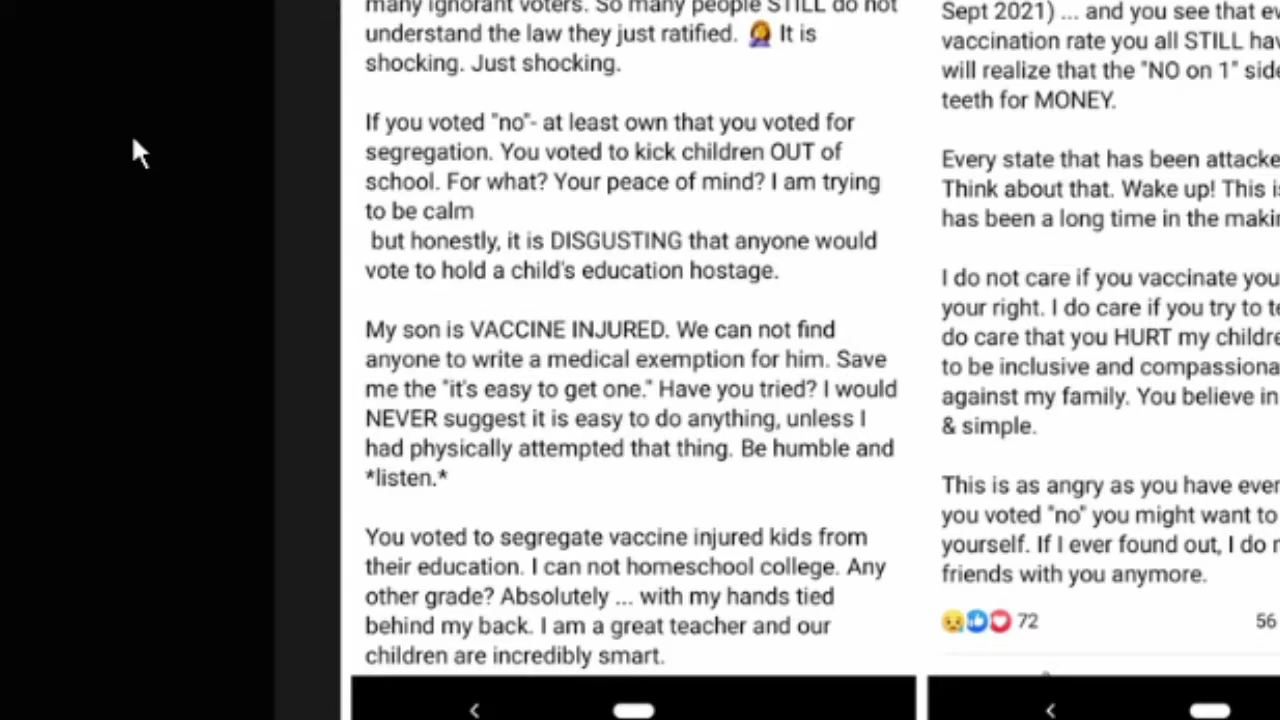 many ignorant voters. So many people STILL do not
understand the law they just ratified. 🤦‍♀️ It is
shocking. Just shocking.
If you voted "no"- at least own that you voted for
segregation. You voted to kick children OUT of
school. For what? Your peace of mind? I am trying
to be calm
but honestly, it is DISGUSTING that anyone would
vote to hold a child's education hostage.
My son is VACCINE INJURED. We can not find
anyone to write a medical exemption for him. Save
me the "it's easy to get one." Have you tried? I would
NEVER suggest it is easy to do anything, unless I
had physically attempted that thing. Be humble and
*listen.*
You voted to segregate vaccine injured kids from
their education. I can not homeschool college. Any
other grade? Absolutely ... with my hands tied
behind my back. I am a great teacher and our
children are incredibly smart.
Sept 2021) ... and you see that ev
vaccination rate you all STILL hav
will realize that the "NO on 1" side
teeth for MONEY.
Every state that has been attacke
Think about that. Wake up! This is
has been a long time in the makin
I do not care if you vaccinate you
your right. I do care if you try to te
do care that you HURT my childre
to be inclusive and compassiona
against my family. You believe in
& simple.
This is as angry as you have ever
you voted "no" you might want to
yourself. If I ever found out, I do n
friends with you anymore.
72
56